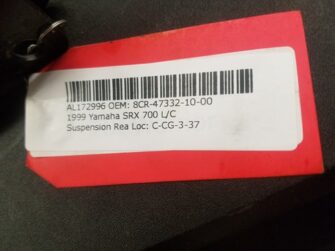 AL172996 OEM: 8CR-47332-10-00
1999 Yamaha SRX 700 L/C
Suspension Rea Loc: C-CG-3-37